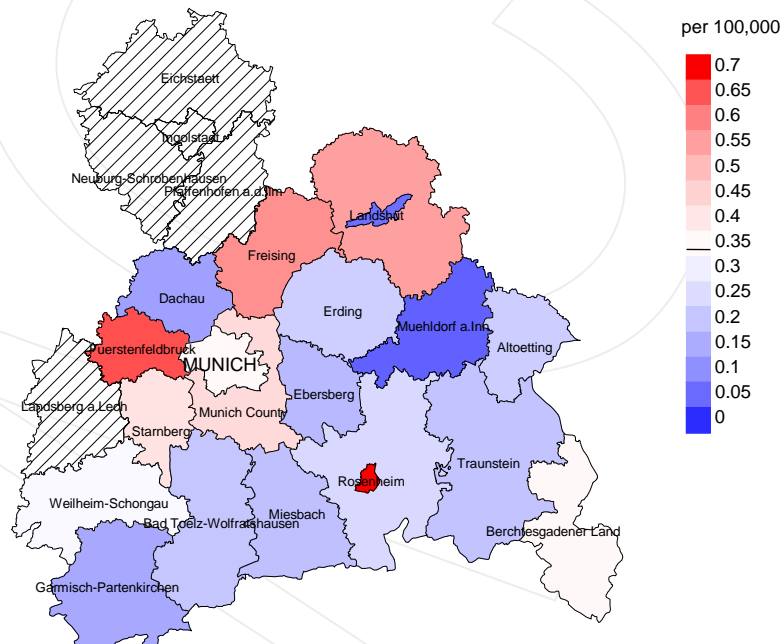 per 100,000
0.7
0.65
0.6
0.55
0.5
0.45
0.4
0.35
0.3
0.25
0.2
0.15
0.1
0.05
0
Eichstaett
Ingolstadt
Neuburg-Schrobenhausen
Pfaffenhofen a.d.Ilm
Landshut
Freising
Dachau
Erding
Muehldorf a.Inn
Altoetting
Fuerstenfeldbruck
MUNICH
Ebersberg
Landsberg a.Lech
Munich County
Starnberg
Traunstein
Rosenheim
Weilheim-Schongau
Miesbach
Bad Toelz-Wolfratshausen
Berchtesgadener Land
Garmisch-Partenkirchen